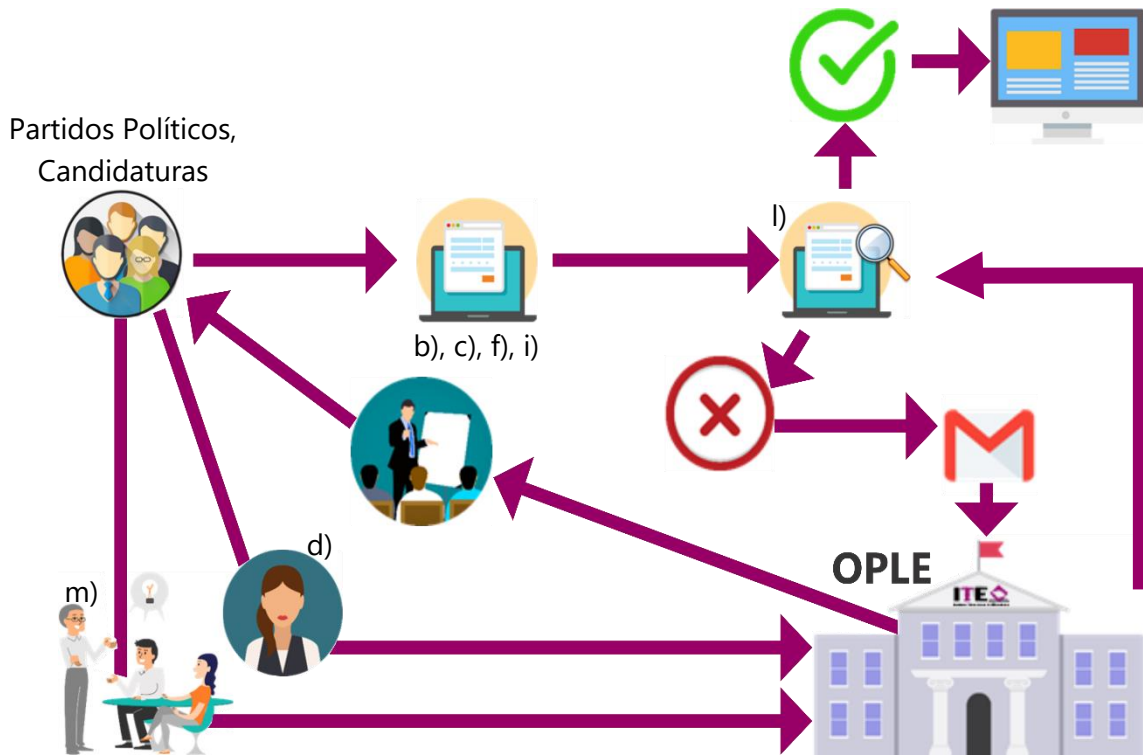 Partidos Políticos,
Candidaturas
l)
b), c), f), i)
d)
m)
OPLE
ITE